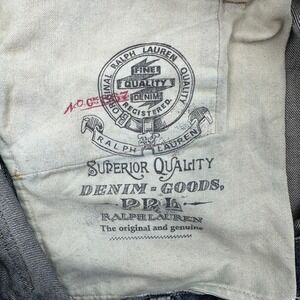 ORIGINAL RALPH LAUREN QUALITY
FINE
QUALITY
DENIM
REGISTERED
RALPH LAUREN
SUPERIOR QUALITY
DENIM=GOODS,
RALPH LAUREN
The original and genuine